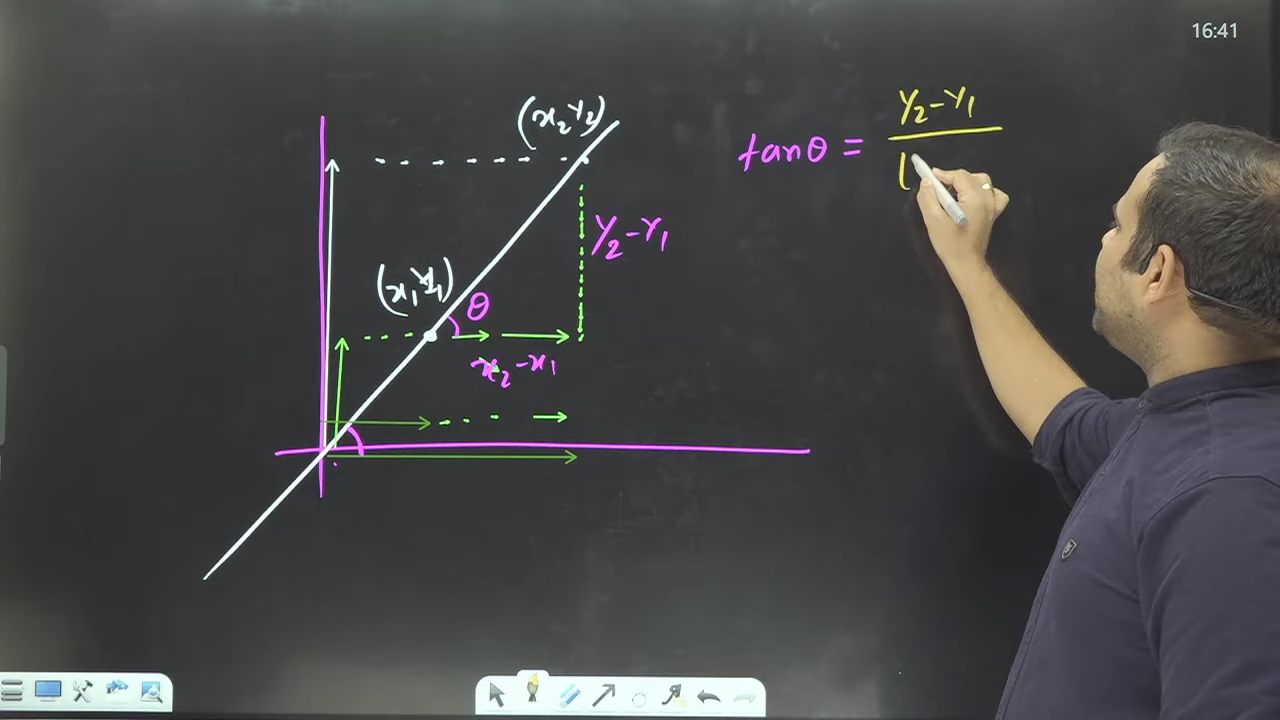 16:41
(x₂ Y₂)
Y₂-Y₁
tanθ =
(
Y₂-Y₁
(x₁ Y₁)
θ
x₂-x₁